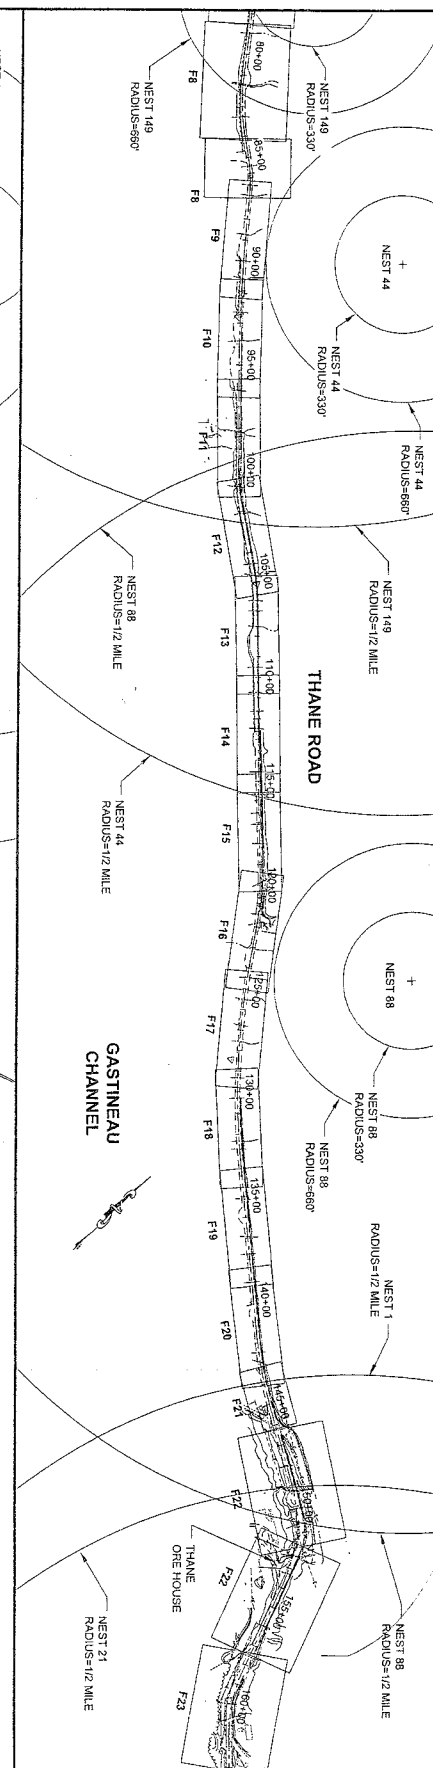 NEST 149
RADIUS=660'
NEST 149
RADIUS=330'
NEST 44
NEST 44
RADIUS=330'
NEST 44
RADIUS=660'
NEST 149
RADIUS=1/2 MILE
NEST 88
RADIUS=1/2 MILE
NEST 44
RADIUS=1/2 MILE
THANE ROAD
NEST 88
NEST 88
RADIUS=330'
NEST 88
RADIUS=660'
NEST 1
RADIUS=1/2 MILE
GASTINEAU
CHANNEL
NEST 88
RADIUS=1/2 MILE
THANE
ORE HOUSE
NEST 21
RADIUS=1/2 MILE
80+00
85+00
90+00
95+00
100+00
105+00
110+00
115+00
120+00
125+00
130+00
135+00
140+00
145+00
150+00
155+00
160+00
F8
F8
F9
F10
F11
F12
F13
F14
F15
F16
F17
F18
F19
F20
F21
F22
F22
F23